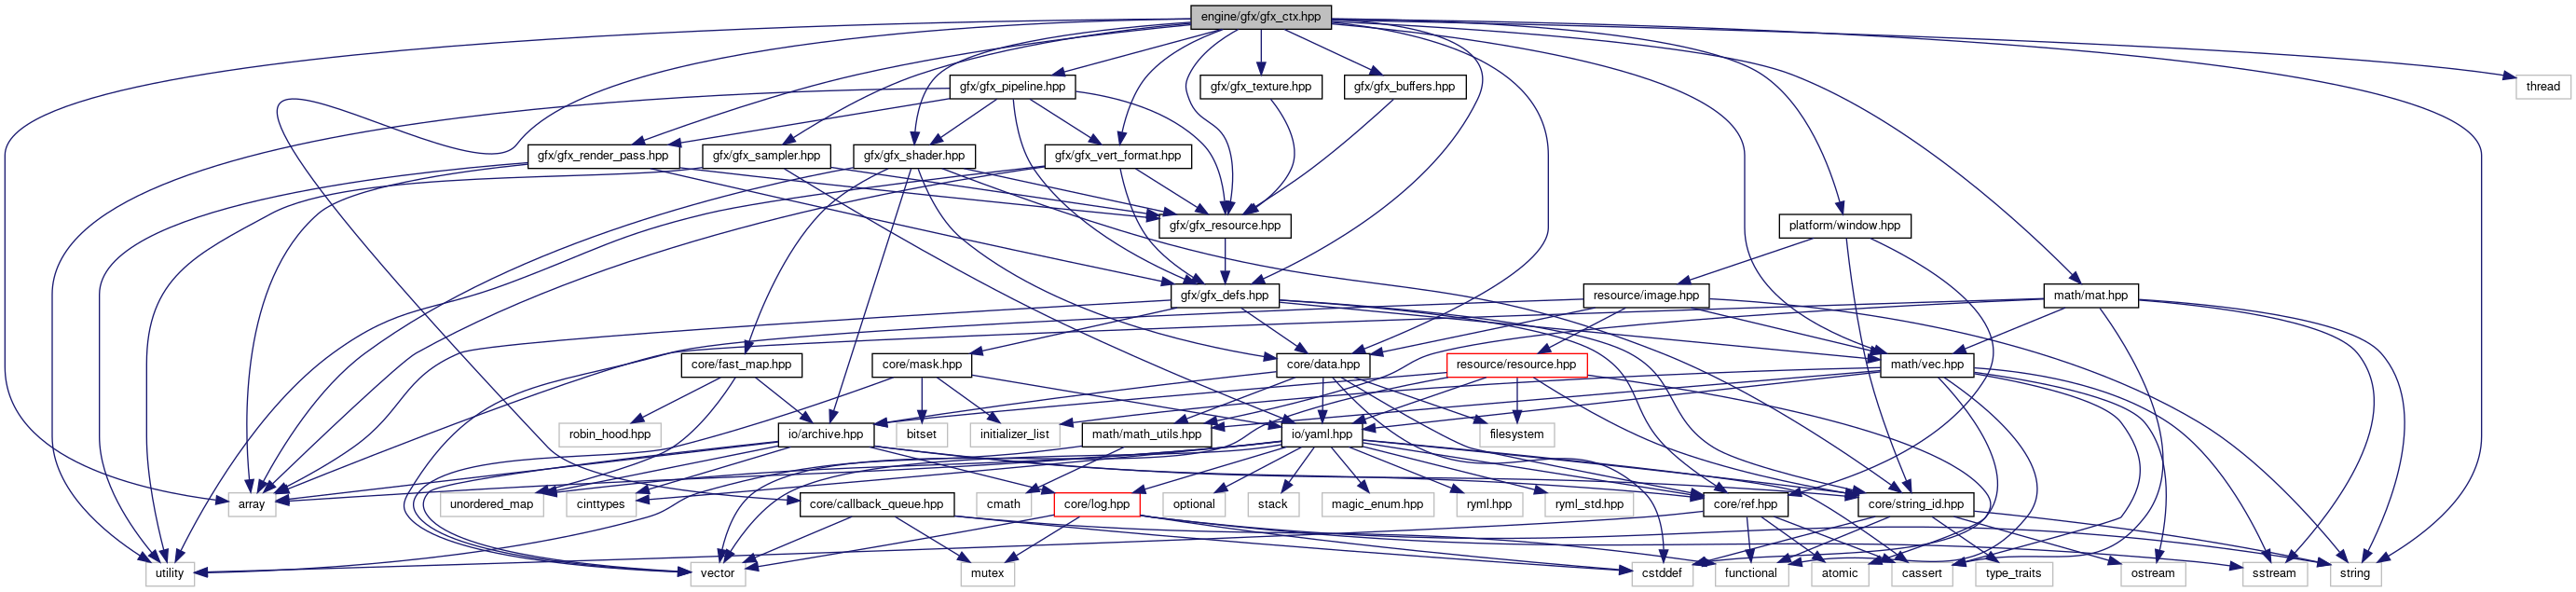 engine/gfx/gfx_ctx.hpp
gfx/gfx_pipeline.hpp
gfx/gfx_texture.hpp
gfx/gfx_buffers.hpp
thread
gfx/gfx_render_pass.hpp
gfx/gfx_sampler.hpp
gfx/gfx_shader.hpp
gfx/gfx_vert_format.hpp
gfx/gfx_resource.hpp
platform/window.hpp
gfx/gfx_defs.hpp
resource/image.hpp
math/mat.hpp
core/fast_map.hpp
core/mask.hpp
core/data.hpp
resource/resource.hpp
math/vec.hpp
robin_hood.hpp
io/archive.hpp
bitset
initializer_list
math/math_utils.hpp
io/yaml.hpp
filesystem
array
unordered_map
cinttypes
core/callback_queue.hpp
cmath
core/log.hpp
optional
stack
magic_enum.hpp
ryml.hpp
ryml_std.hpp
core/ref.hpp
core/string_id.hpp
utility
vector
mutex
cstddef
functional
atomic
cassert
type_traits
ostream
sstream
string